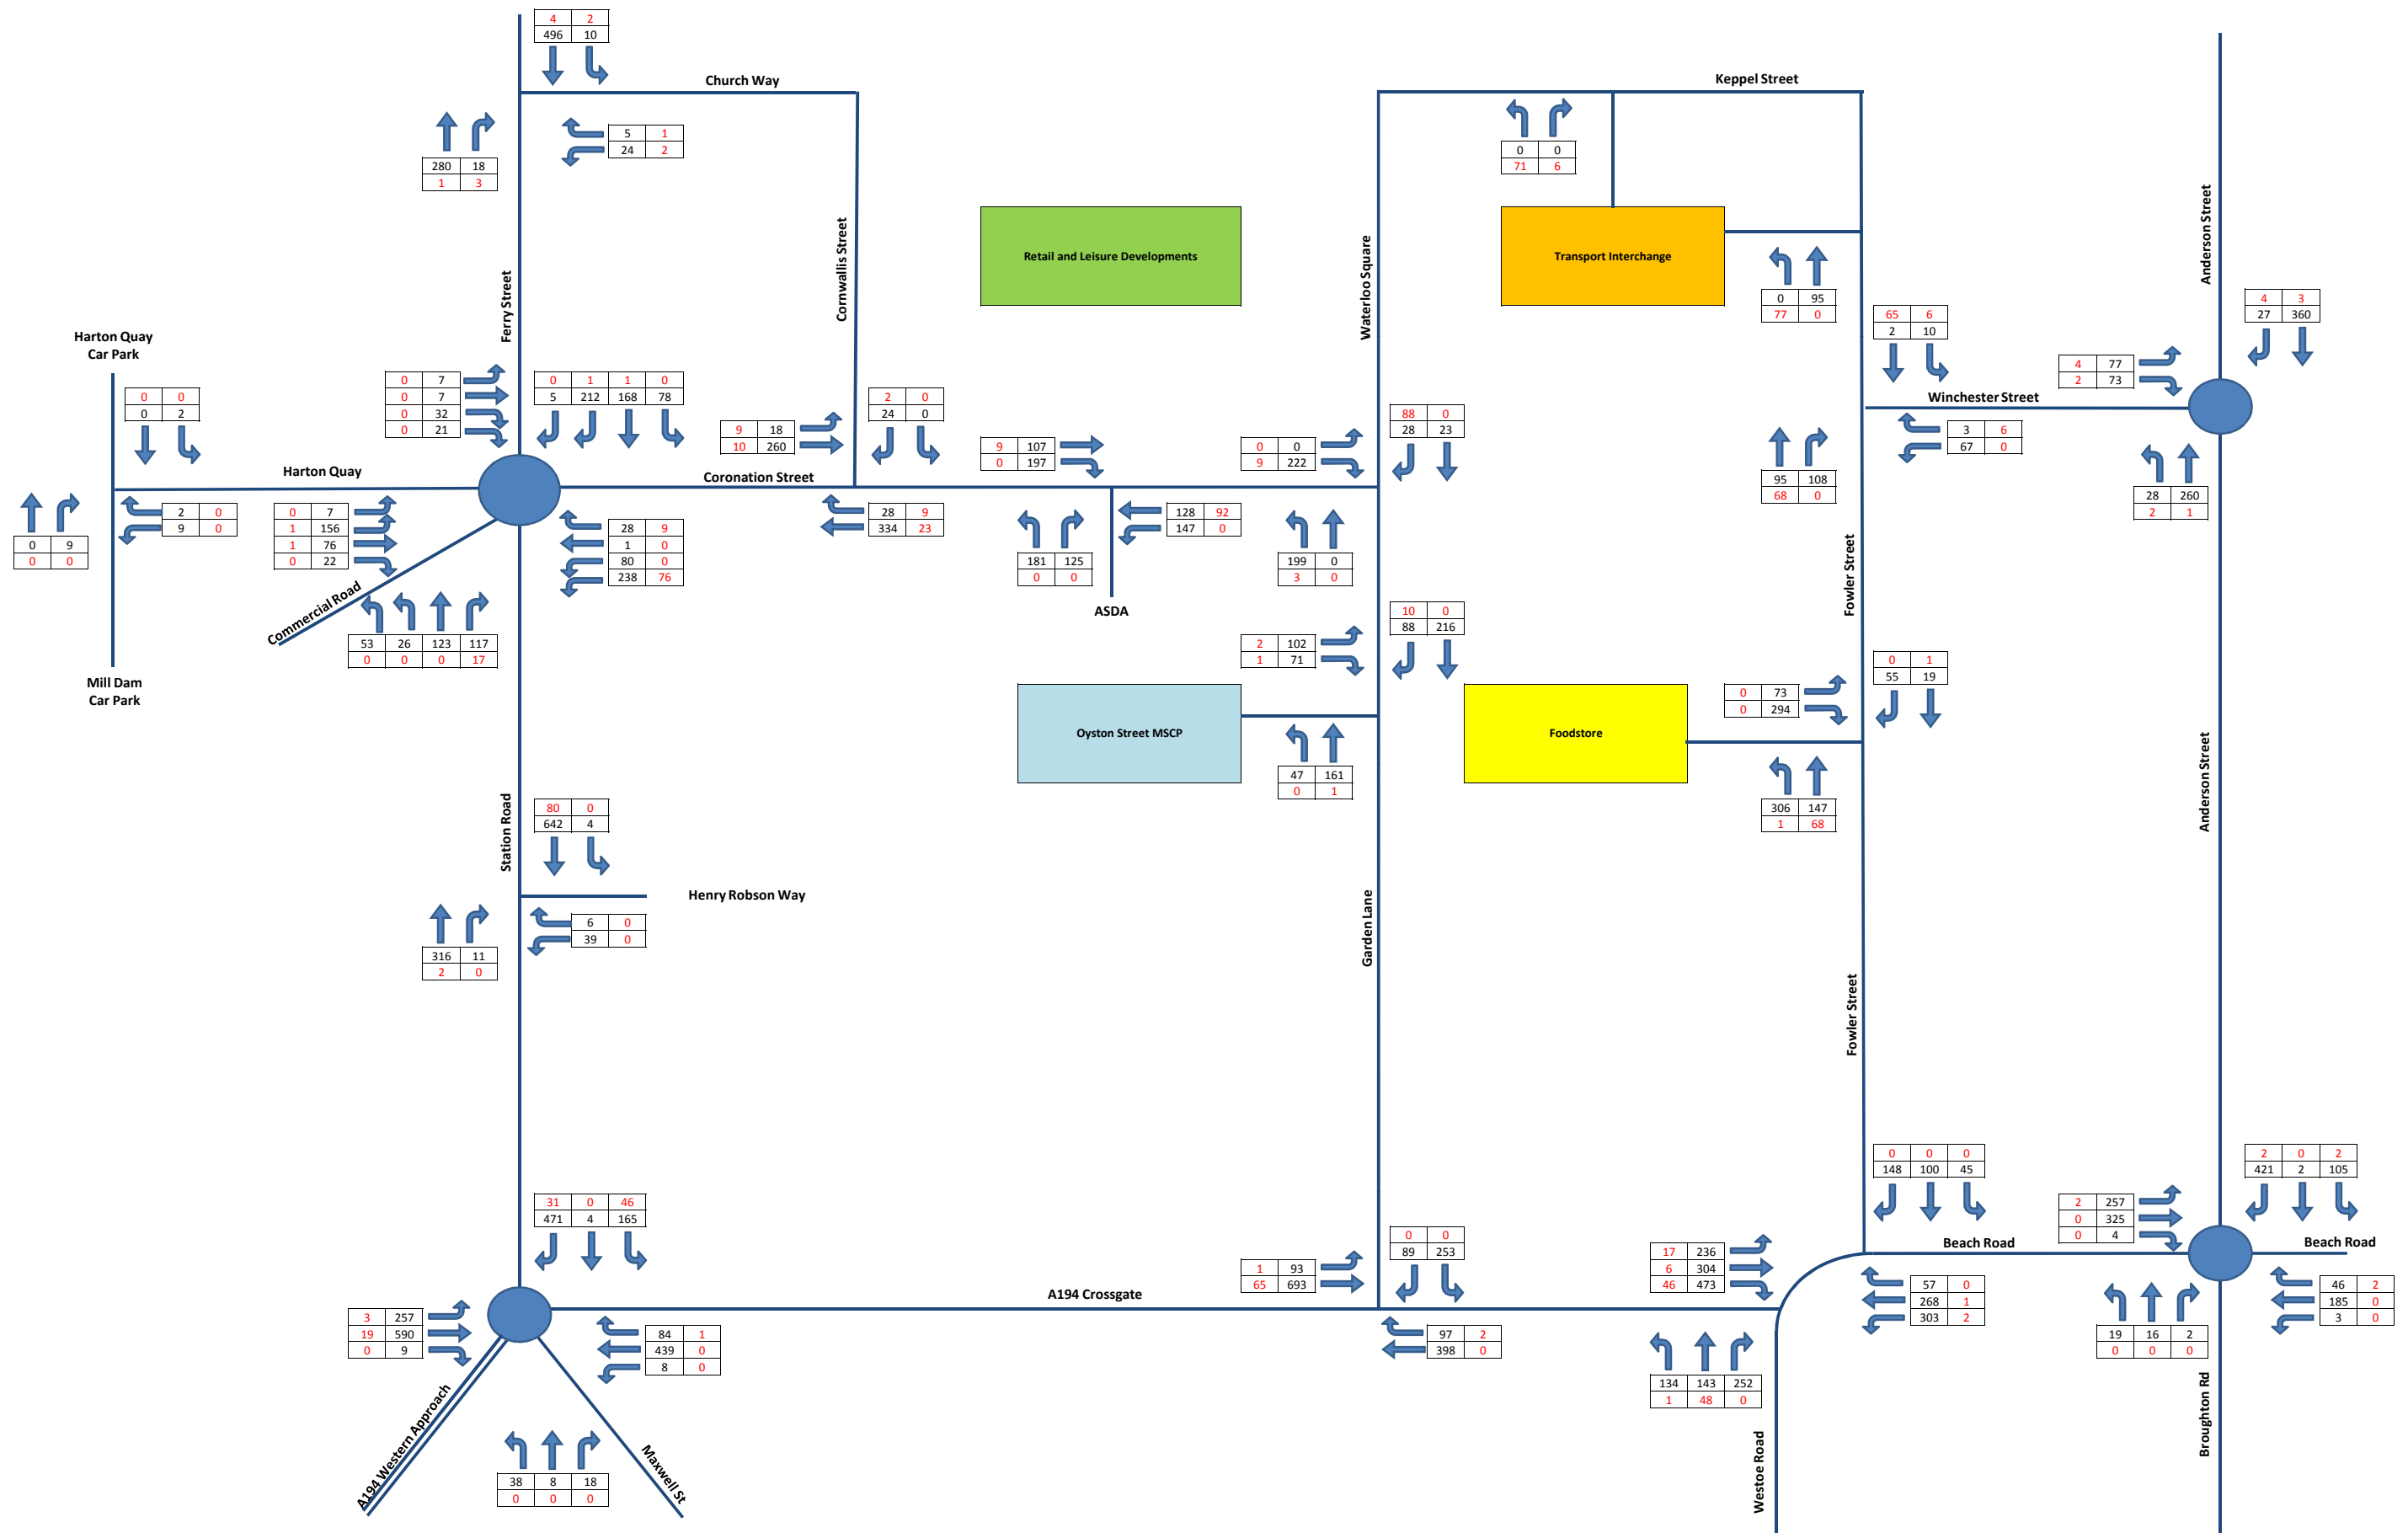 4 2
496 10
Church Way
Keppel Street
280 18
1 3
5 1
24 2
0 0
71 6
Ferry Street
Cornwallis Street
Retail and Leisure Developments
Waterloo Square
Transport Interchange
Anderson Street
0 95
77 0
65 6
2 10
4 3
27 360
Harton Quay
Car Park
0 0
0 2
0 7
0 7
0 32
0 21
0 1 1 0
5 212 168 78
9 18
10 260
2 0
24 0
9 107
0 197
0 0
9 222
88 0
28 23
4 77
2 73
Winchester Street
3 6
67 0
Harton Quay
Coronation Street
95 108
68 0
28 260
2 1
0 9
0 0
2 0
9 0
0 7
1 156
1 76
0 22
28 9
1 0
80 0
238 76
28 9
334 23
181 125
0 0
128 92
147 0
199 0
3 0
Fowler Street
Commercial Road
ASDA
53 26 123 117
0 0 0 17
2 102
1 71
10 0
88 216
Mill Dam
Car Park
0 73
0 294
0 1
55 19
Oyston Street MSCP
Foodstore
47 161
0 1
306 147
1 68
Anderson Street
Station Road
80 0
642 4
Henry Robson Way
6 0
39 0
316 11
2 0
Garden Lane
Fowler Street
0 0 0
148 100 45
2 0 2
421 2 105
31 0 46
471 4 165
0 0
89 253
2 257
0 325
0 4
Beach Road
Beach Road
1 93
65 693
17 236
6 304
46 473
A194 Crossgate
57 0
268 1
303 2
46 2
185 0
3 0
3 257
19 590
0 9
84 1
439 0
8 0
97 2
398 0
134 143 252
1 48 0
19 16 2
0 0 0
A194 Western Approach
Maxwell St
38 8 18
0 0 0
Westoe Road
Broughton Rd